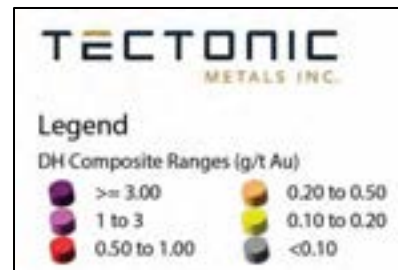 TECTONIC
METALS INC.
Legend
DH Composite Ranges (g/t Au)
>= 3.00 0.20 to 0.50
1 to 3 0.10 to 0.20
0.50 to 1.00 <0.10